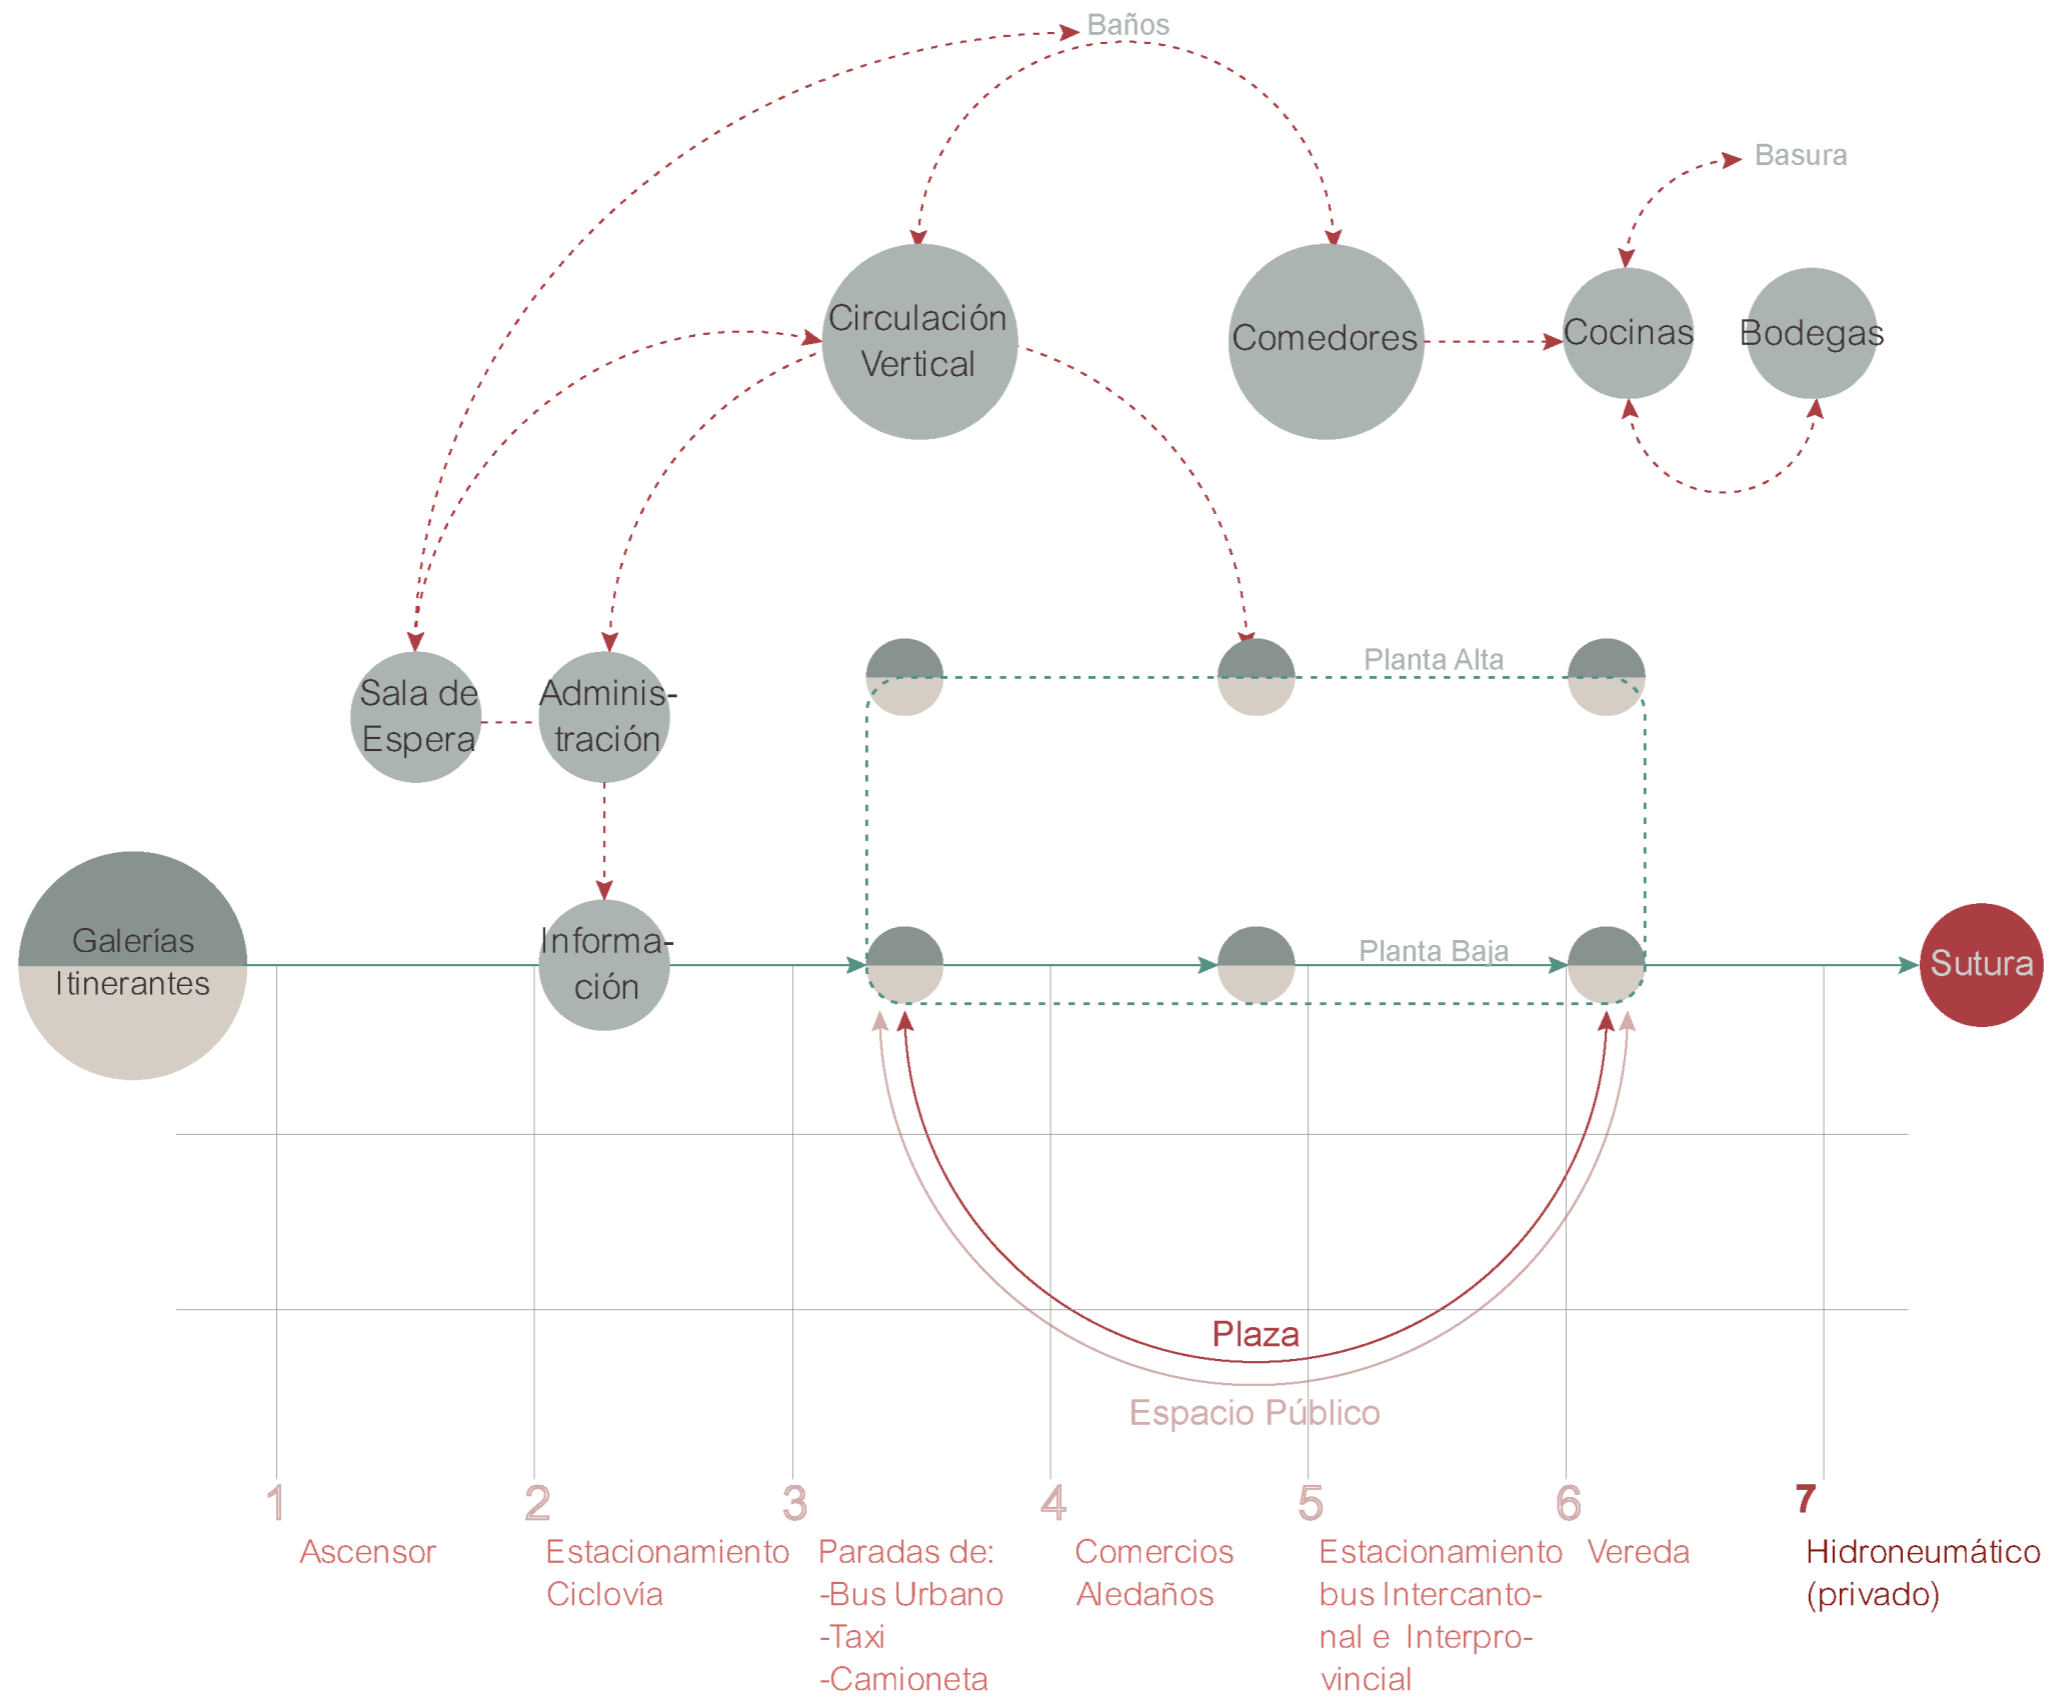 Baños
Basura
Circulación
Vertical
Comedores
Cocinas
Bodegas
Sala de
Espera
Adminis-
tración
Planta Alta
Galerías
Itinerantes
Informa-
ción
Planta Baja
Sutura
Plaza
Espacio Público
1
2
3
4
5
6
7
Ascensor
Estacionamiento
Ciclovía
Paradas de:
-Bus Urbano
-Taxi
-Camioneta
Comercios
Aledaños
Estacionamiento
bus Intercanto-
nal e Interpro-
vincial
Vereda
Hidroneumático
(privado)